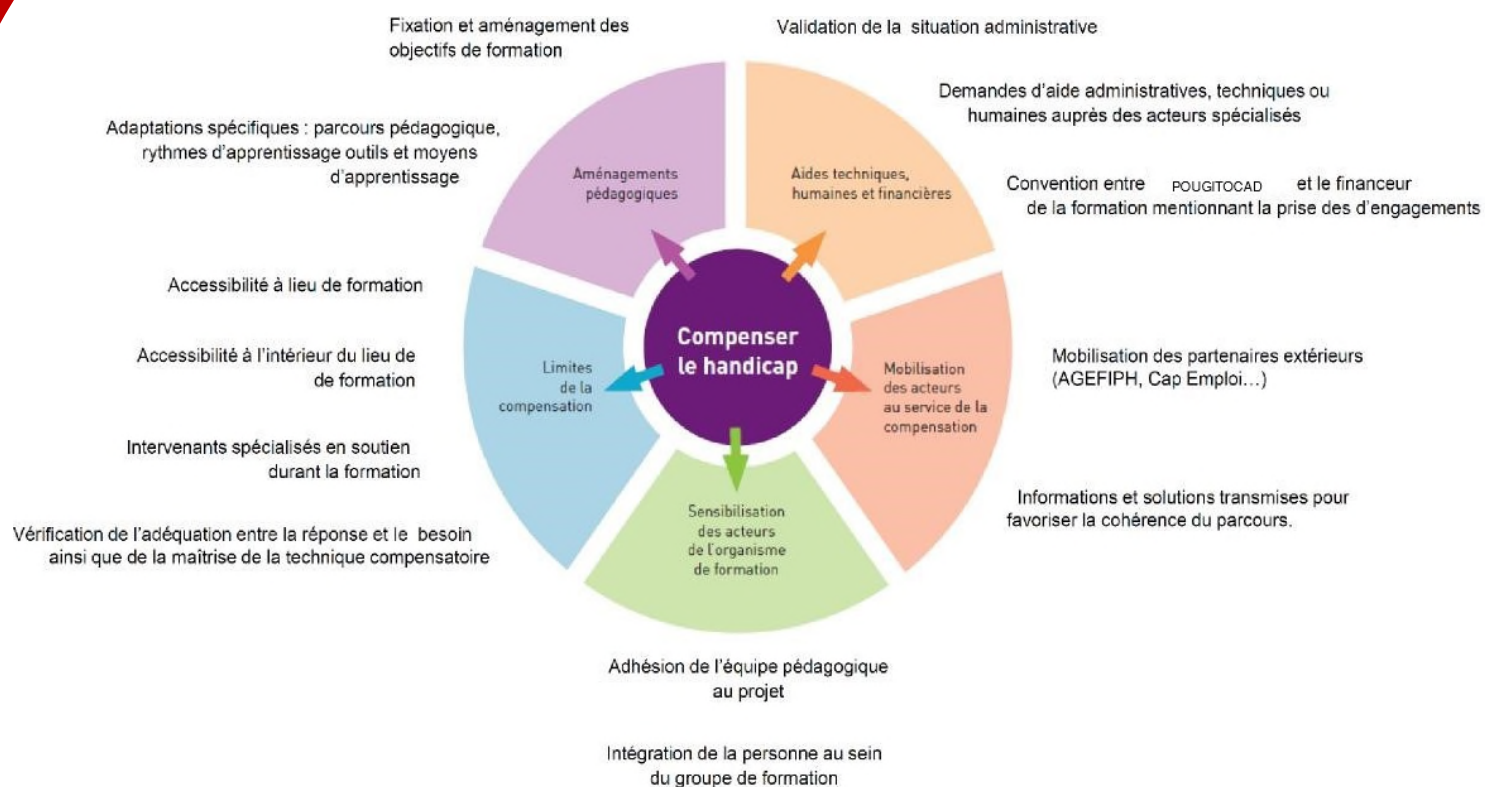 Fixation et aménagement des
objectifs de formation
Validation de la situation administrative
Demandes d'aide administratives, techniques ou
humaines auprès des acteurs spécialisés
Adaptations spécifiques : parcours pédagogique,
rythmes d'apprentissage outils et moyens
d'apprentissage
Aménagements
pédagogiques
Aides techniques,
humaines et financières
Convention entre POUGITOCAD et le financeur
de la formation mentionnant la prise des d'engagements
Accessibilité à lieu de formation
Accessibilité à l'intérieur du lieu de
formation
Limites
de la
compensation
Compenser
le handicap
Mobilisation
des acteurs
au service de la
compensation
Mobilisation des partenaires extérieurs
(AGEFIPH, Cap Emploi…)
Intervenants spécialisés en soutien
durant la formation
Informations et solutions transmises pour
favoriser la cohérence du parcours.
Vérification de l'adéquation entre la réponse et le besoin
ainsi que de la maîtrise de la technique compensatoire
Sensibilisation
des acteurs
de l'organisme
de formation
Adhésion de l'équipe pédagogique
au projet
Intégration de la personne au sein
du groupe de formation